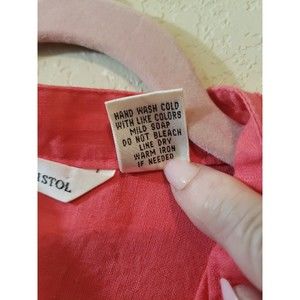 HAND WASH COLD
WITH LIKE COLORS
MILD SOAP
DO NOT BLEACH
LINE DRY
WARM IRON
IF NEEDED
ISTOL